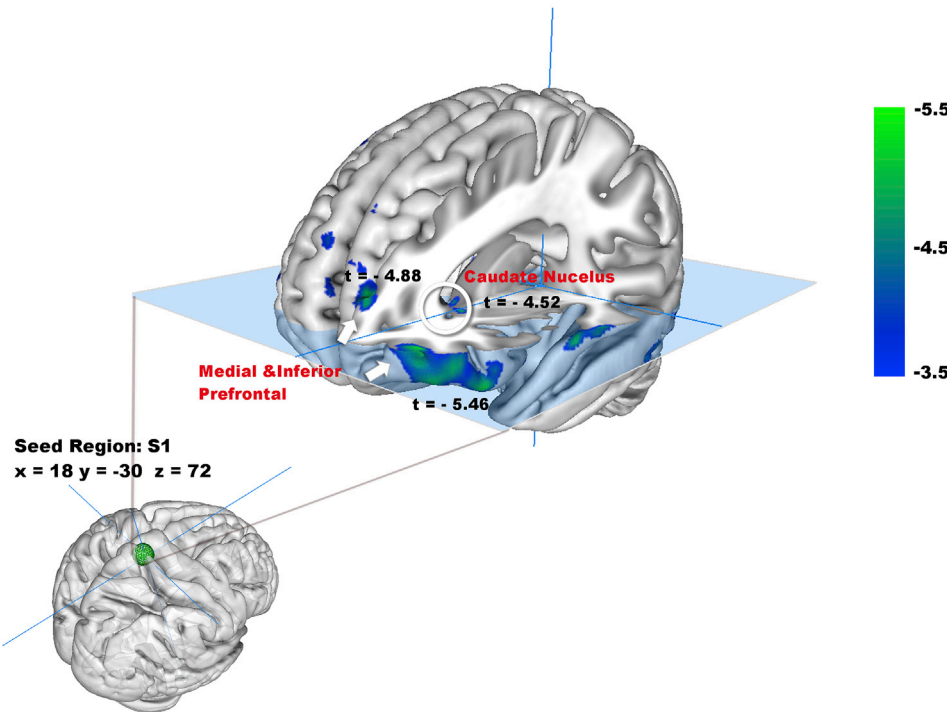 -5.5
t = - 4.88
Caudate Nucelus
-4.5
t = - 4.52
Medial &Inferior
Prefrontal
-3.5
t = - 5.46
Seed Region: S1
x = 18 y = -30 z = 72